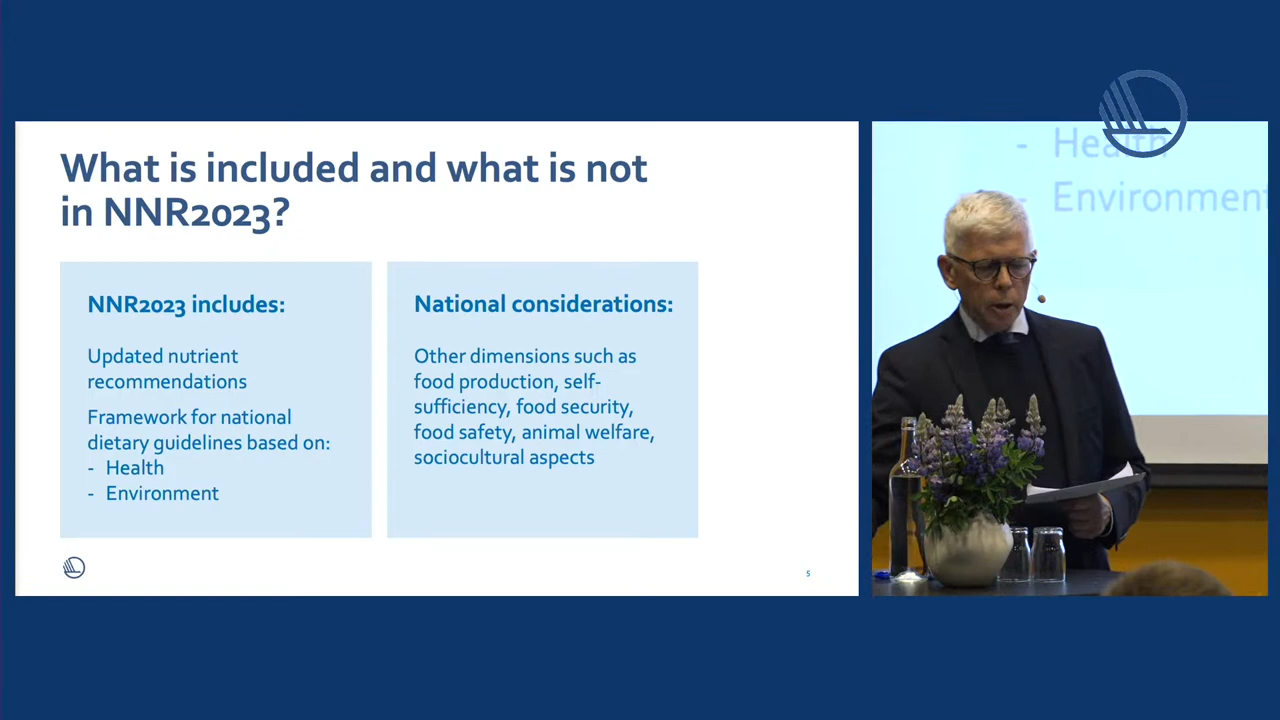 What is included and what is not
in NNR2023?
NNR2023 includes:
Updated nutrient
recommendations
Framework for national
dietary guidelines based on:
- Health
- Environment
National considerations:
Other dimensions such as
food production, self-
sufficiency, food security,
food safety, animal welfare,
sociocultural aspects
5
- Health
- Environment